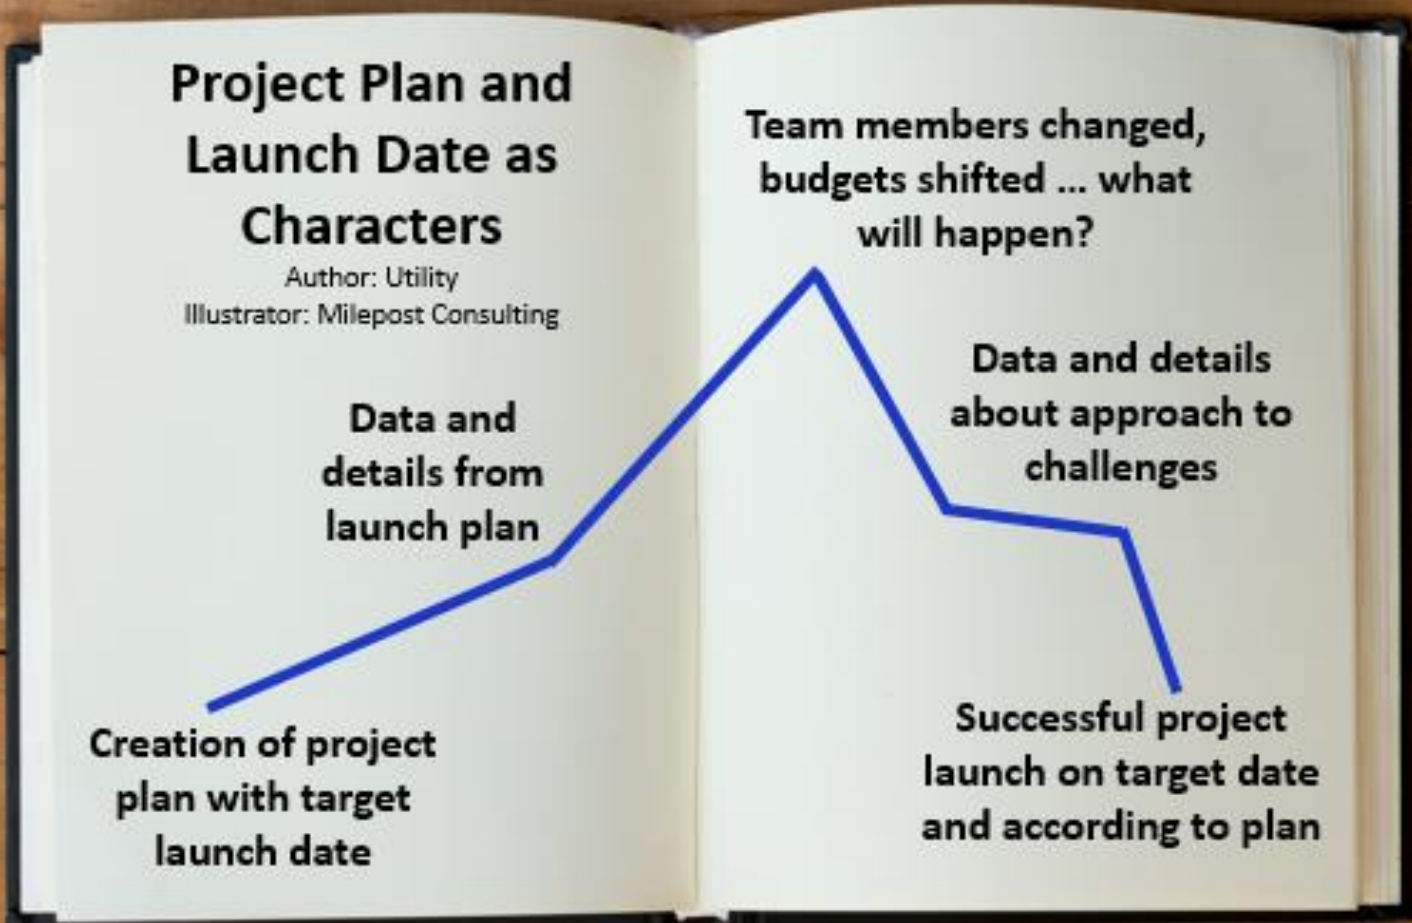 Project Plan and
Launch Date as
Characters
Author: Utility
Illustrator: Milepost Consulting
Data and
details from
launch plan
Creation of project
plan with target
launch date
Team members changed,
budgets shifted ... what
will happen?
Data and details
about approach to
challenges
Successful project
launch on target date
and according to plan